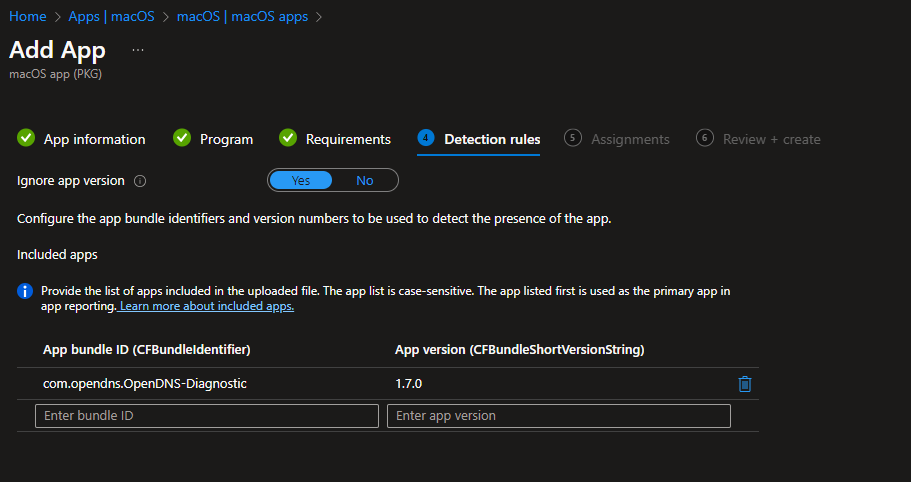 Home > Apps | macOS > macOS | macOS apps >
Add App ...
macOS app (PKG)
App information Program Requirements 4 Detection rules 5 Assignments 6 Review + create
Ignore app version Yes No
Configure the app bundle identifiers and version numbers to be used to detect the presence of the app.
Included apps
Provide the list of apps included in the uploaded file. The app list is case-sensitive. The app listed first is used as the primary app in
app reporting. Learn more about included apps.
App bundle ID (CFBundleIdentifier) App version (CFBundleShortVersionString)
com.opendns.OpenDNS-Diagnostic 1.7.0
Enter bundle ID Enter app version